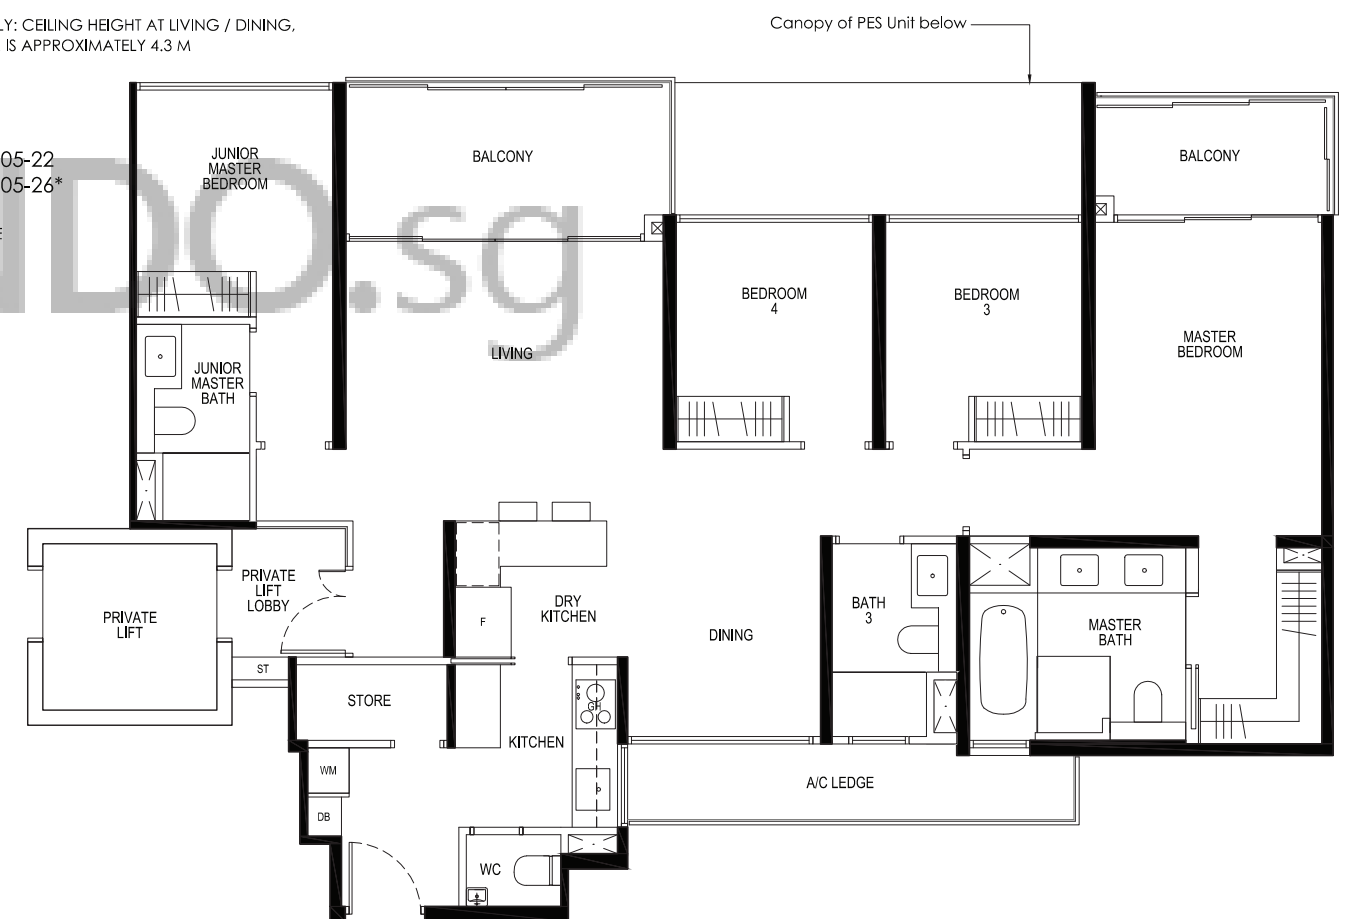 LY: CEILING HEIGHT AT LIVING / DINING,
IS APPROXIMATELY 4.3 M
Canopy of PES Unit below
05-22
05-26*
NDO.sg
JUNIOR
MASTER
BEDROOM
BALCONY
BALCONY
BEDROOM
4
BEDROOM
3
MASTER
BEDROOM
LIVING
JUNIOR
MASTER
BATH
PRIVATE
LIFT
LOBBY
PRIVATE
LIFT
ST
F
DRY
KITCHEN
DINING
BATH
3
MASTER
BATH
STORE
GH
KITCHEN
WM
DB
A/C LEDGE
WC